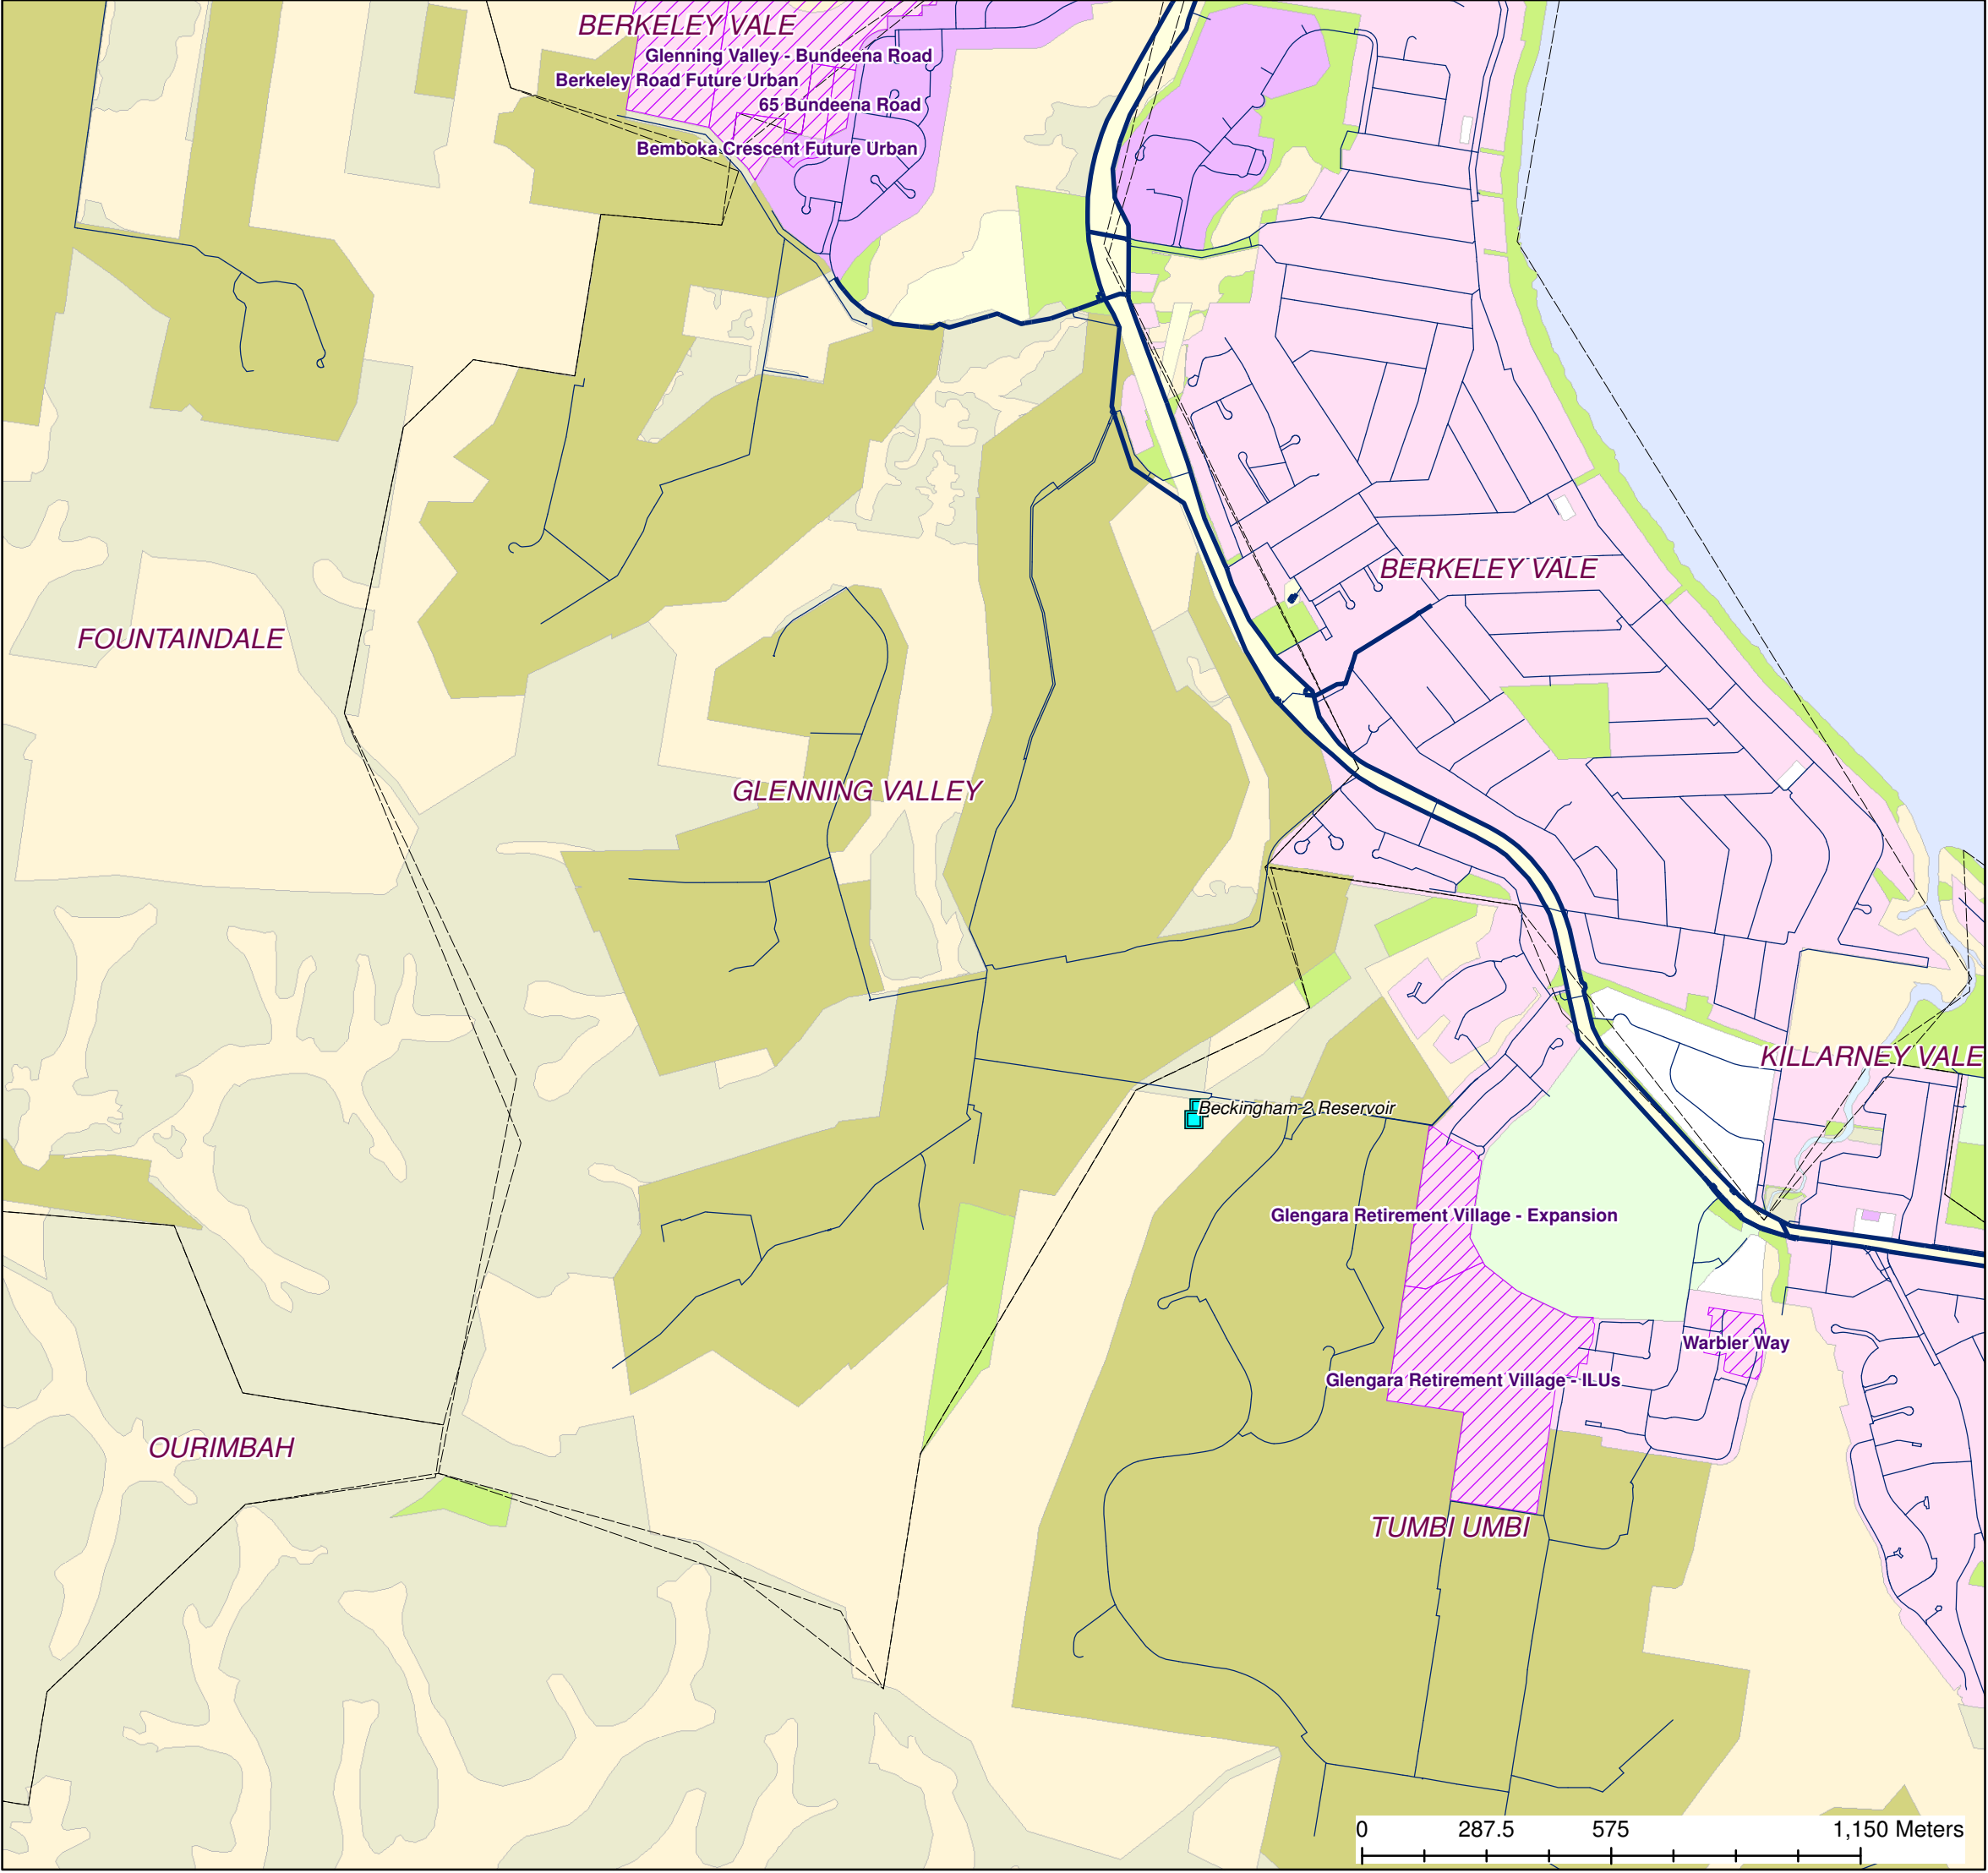 BERKELEY VALE
Glenning Valley - Bundeena Road
Berkeley Road Future Urban
65 Bundeena Road
Bemboka Crescent Future Urban
BERKELEY VALE
FOUNTAINDALE
GLENNING VALLEY
KILLARNEY VALE
Beckingham 2 Reservoir
Glengara Retirement Village - Expansion
Warbler Way
Glengara Retirement Village - ILUs
OURIMBAH
TUMBI UMBI
0 287.5 575 1,150 Meters